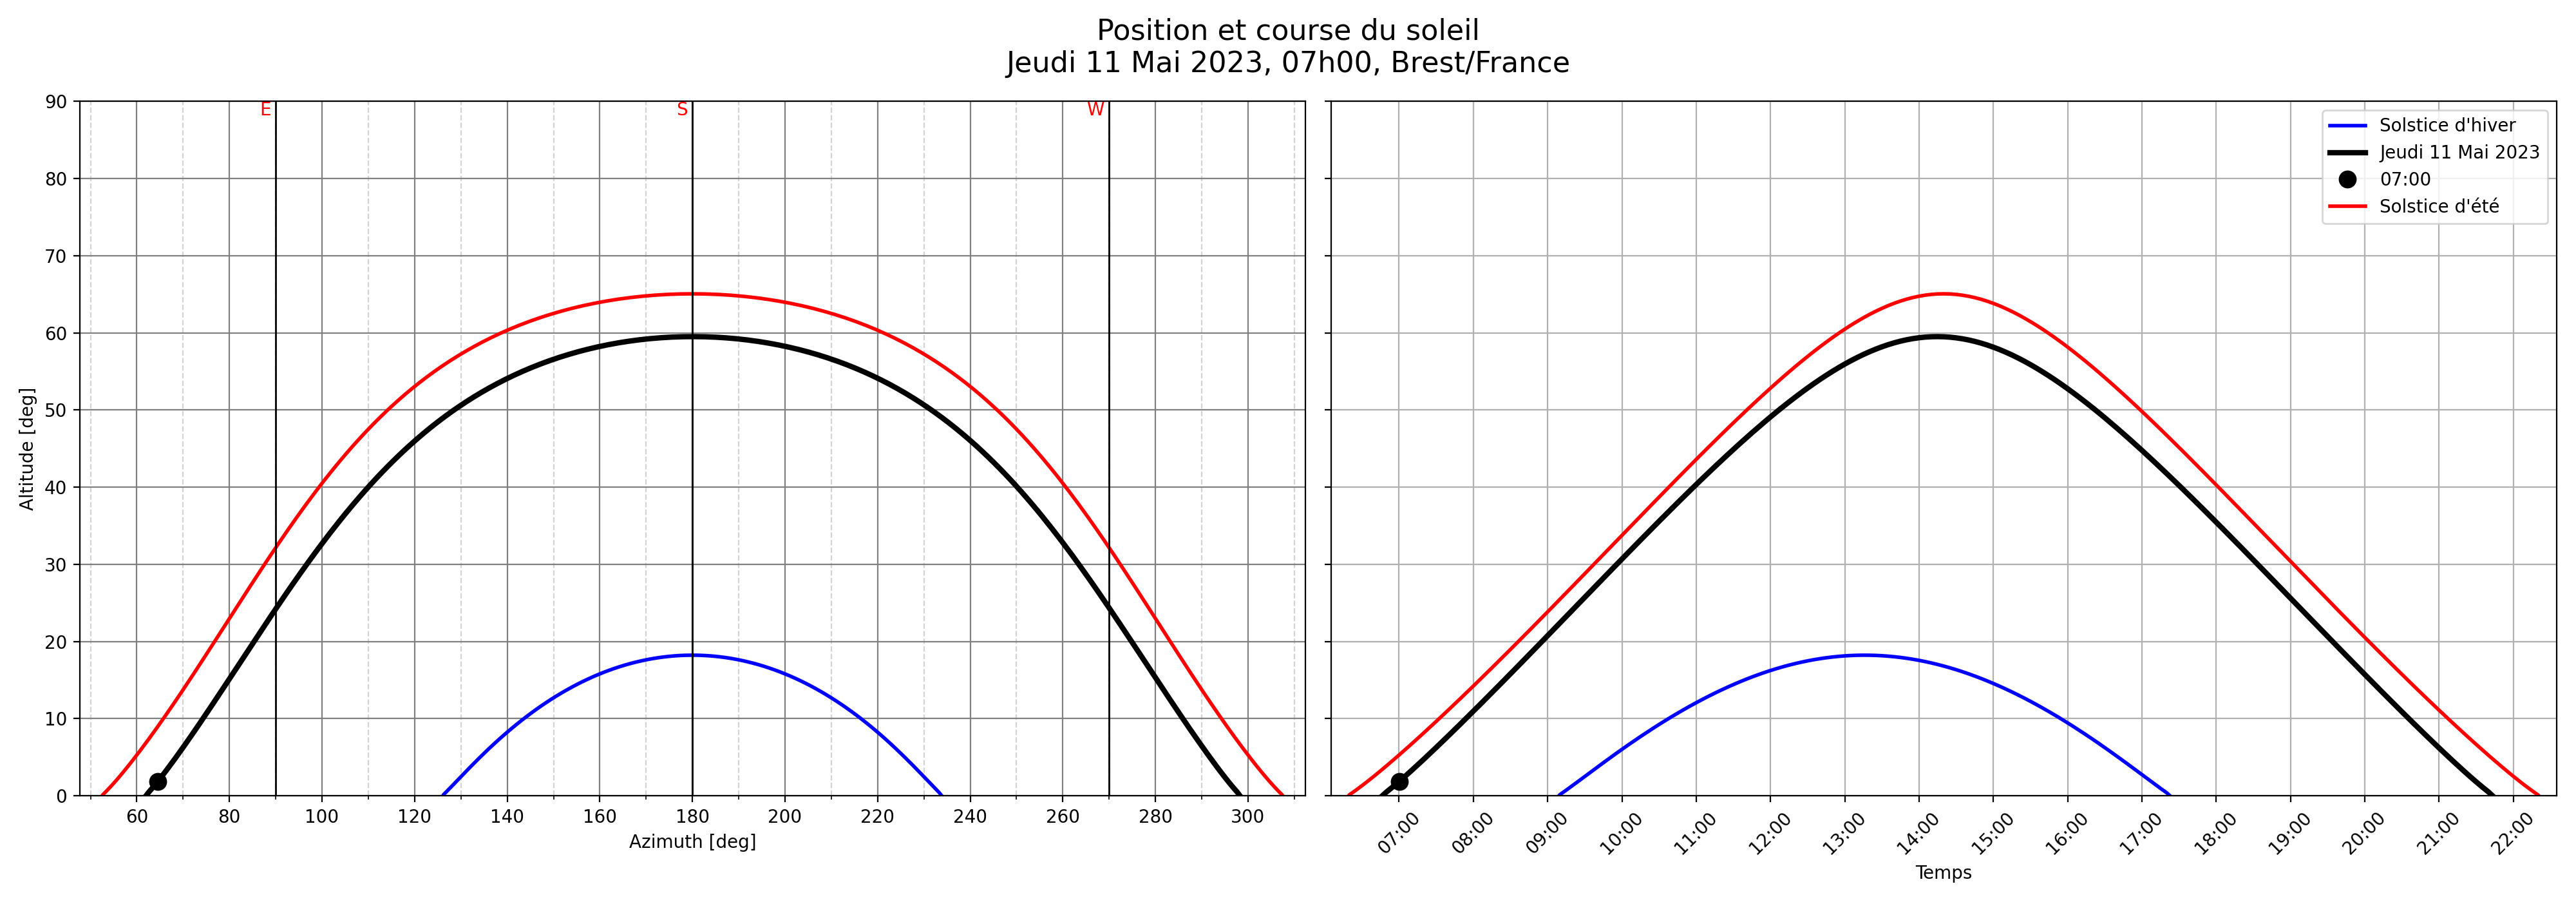 Position et course du soleil
Jeudi 11 Mai 2023, 07h00, Brest/France
E
S
W
90
80
70
60
50
40
30
20
10
0
Altitude [deg]
60 80 100 120 140 160 180 200 220 240 260 280 300
Azimuth [deg]
Solstice d'hiver
Jeudi 11 Mai 2023
07:00
Solstice d'été
07:00 08:00 09:00 10:00 11:00 12:00 13:00 14:00 15:00 16:00 17:00 18:00 19:00 20:00 21:00 22:00
Temps